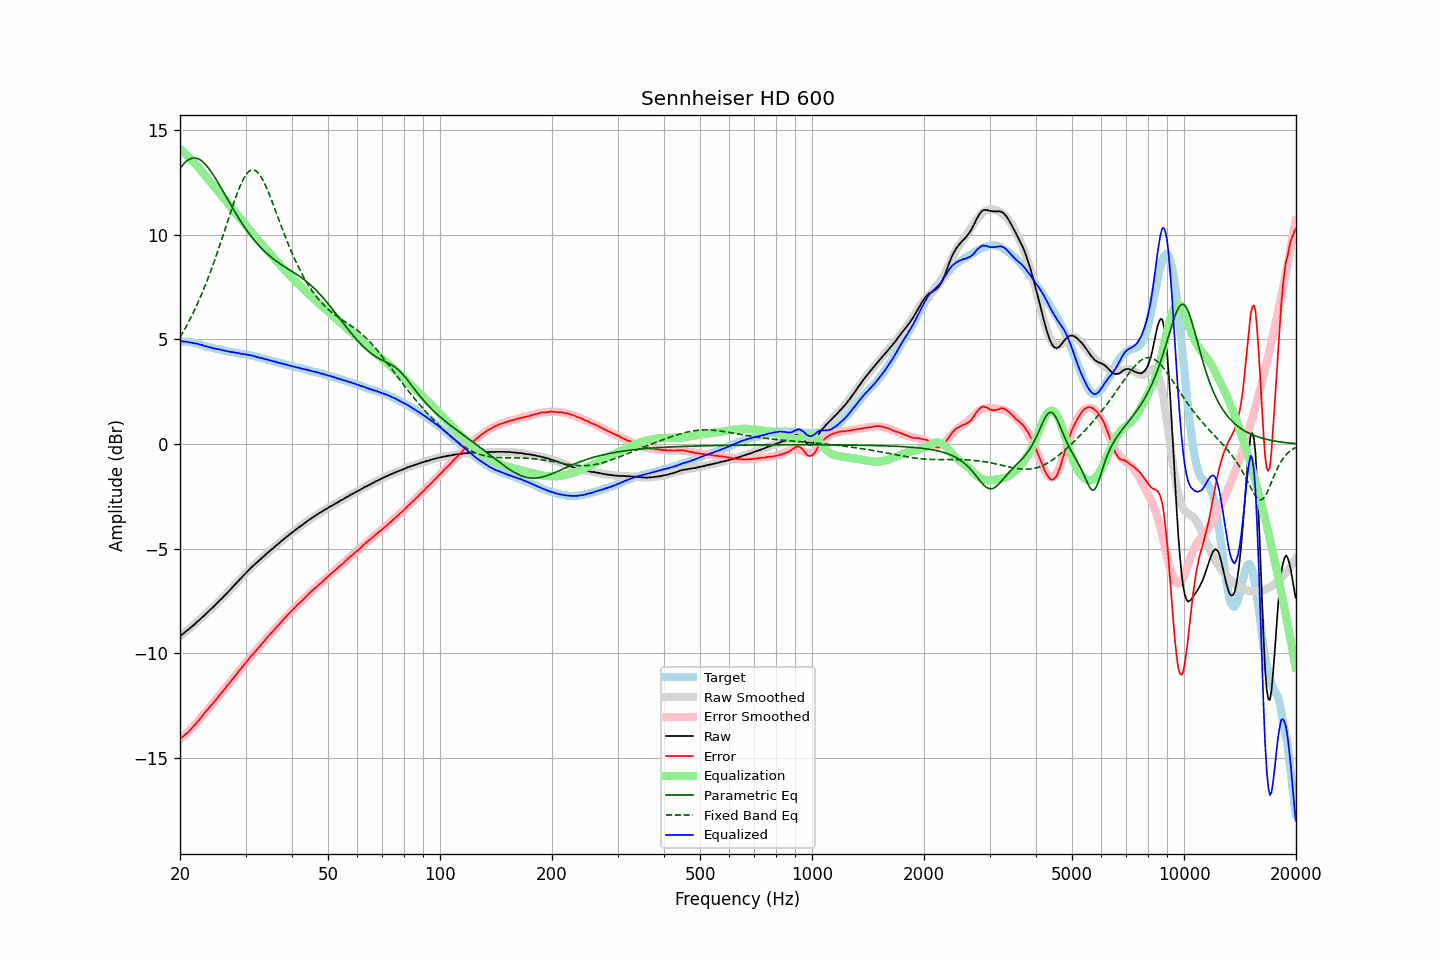 Sennheiser HD 600
Amplitude (dBr)
15
10
5
0
−5
−10
−15
Target
Raw Smoothed
Error Smoothed
Raw
Error
Equalization
Parametric Eq
Fixed Band Eq
Equalized
20
50
100
200
500
1000
2000
5000
10000
20000
Frequency (Hz)